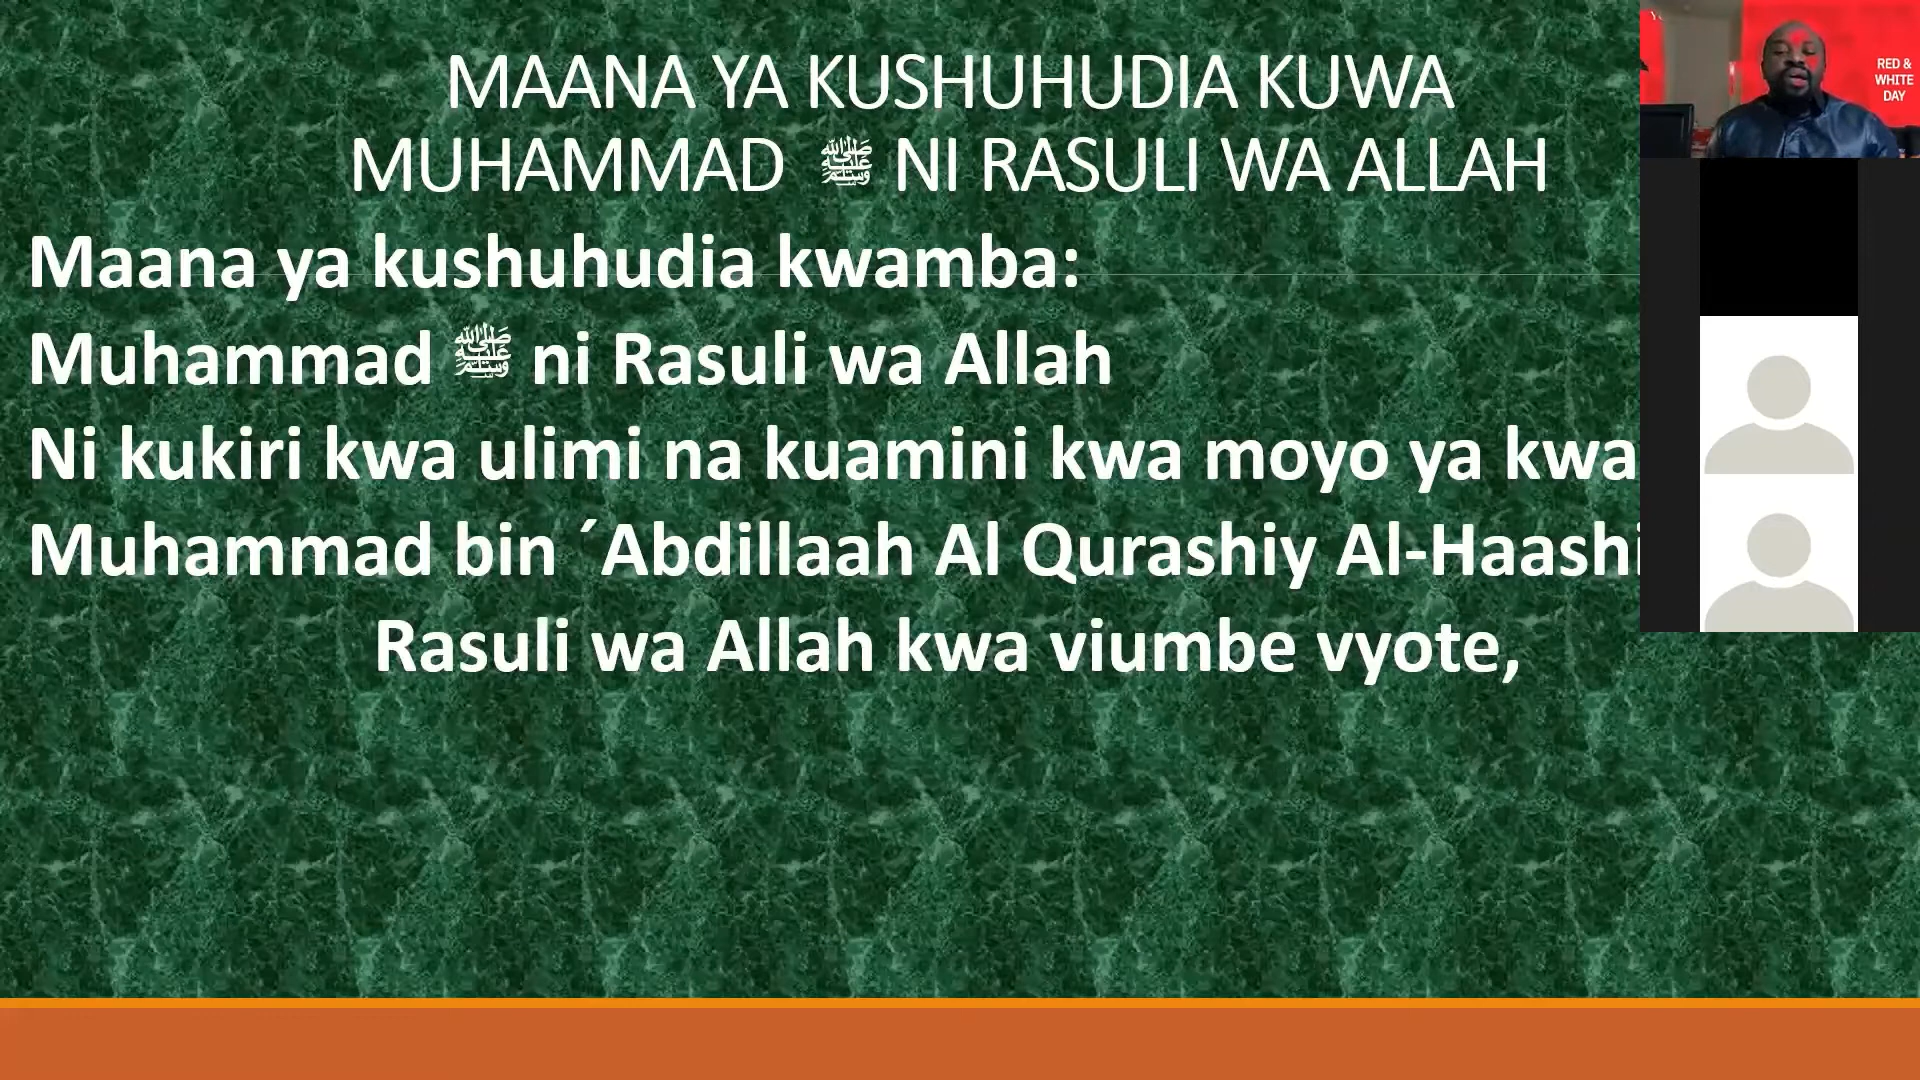 MAANA YA KUSHUHUDIA KUWA
MUHAMMAD ﷺ NI RASULI WA ALLAH
Maana ya kushuhudia kwamba:
Muhammad ﷺ ni Rasuli wa Allah
Ni kukiri kwa ulimi na kuamini kwa moyo ya kwa
Muhammad bin ´Abdillaah Al Qurashiy Al-Haashi
Rasuli wa Allah kwa viumbe vyote,
RED &
WHITE
DAY